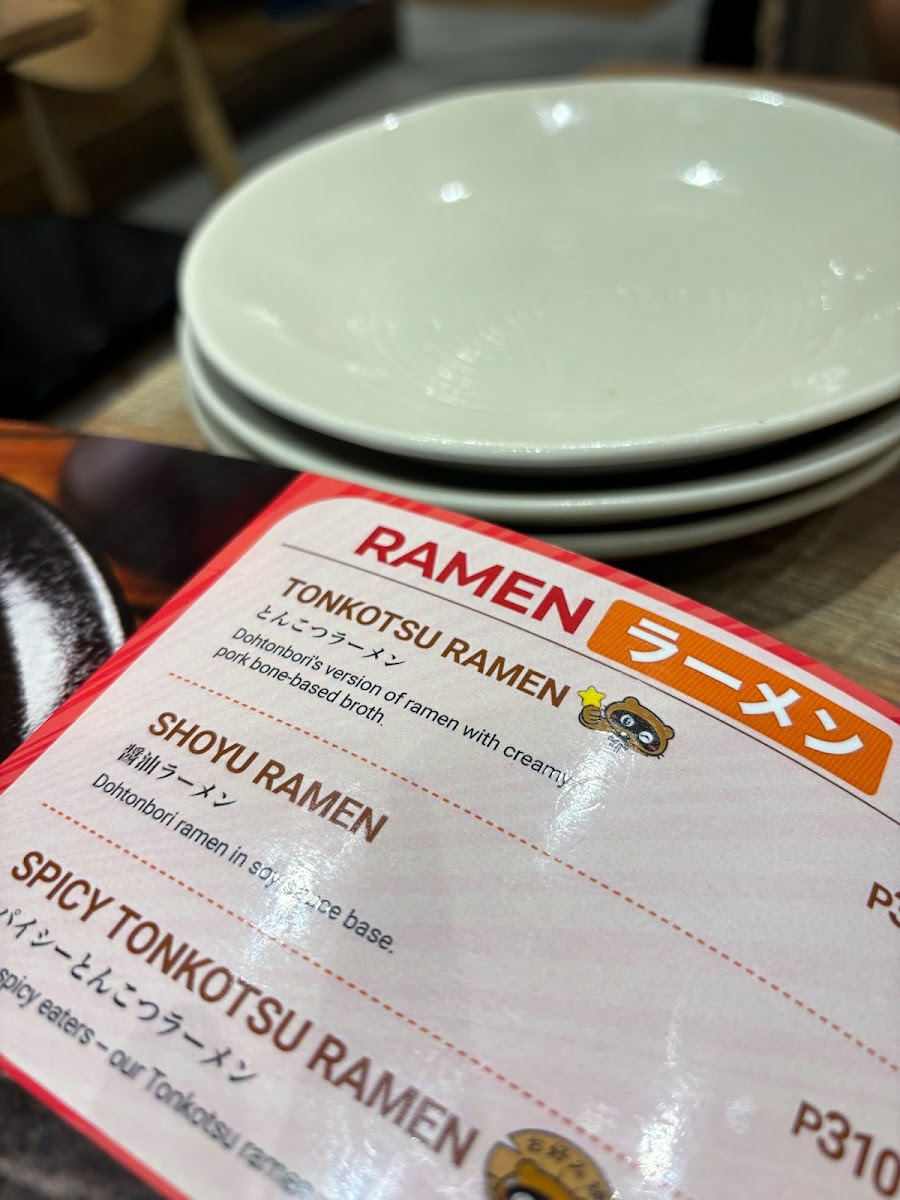 RAMEN ラーメン
TONKOTSU RAMEN
とんこつラーメン
Dohtonbori's version of ramen with creamy
pork bone-based broth.
P3
SHOYU RAMEN
醤油ラーメン
Dohtonbori ramen in soy sauce base.
P310
SPICY TONKOTSU RAMEN
パイシーとんこつラーメン
spicy eaters – our Tonkotsu ramen